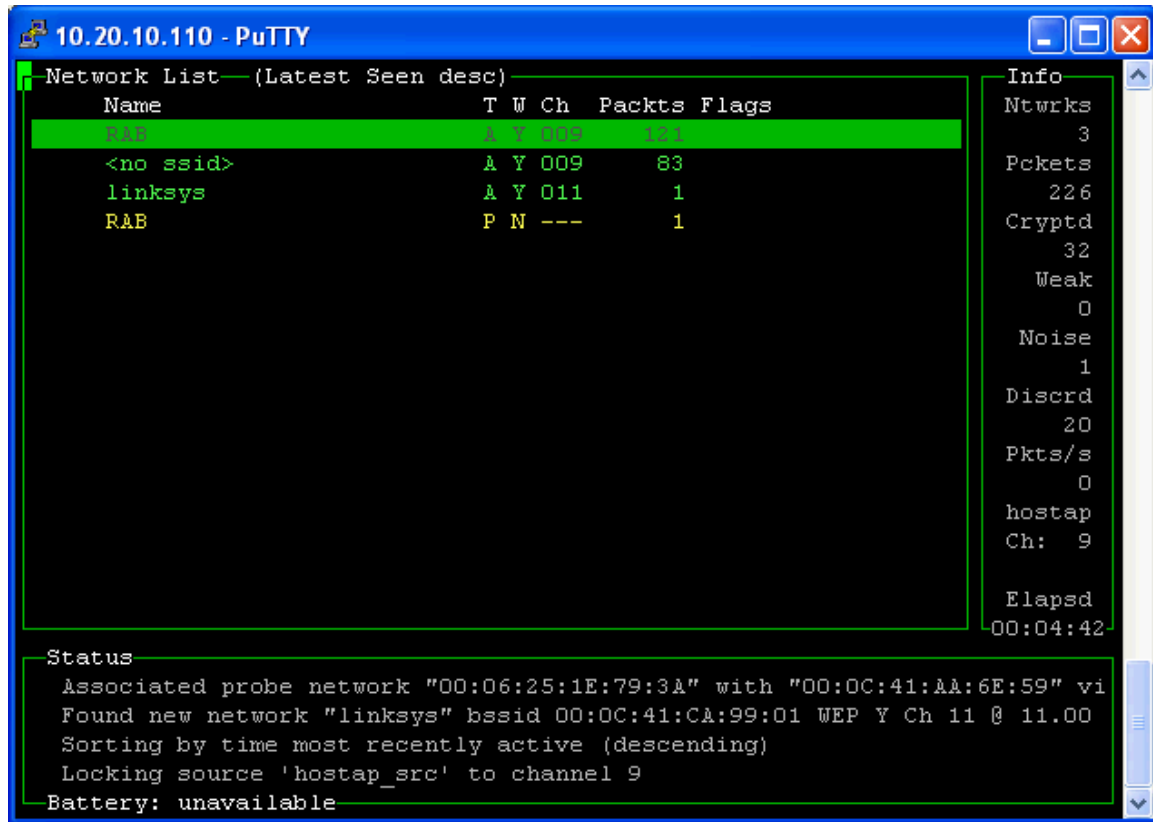 10.20.10.110 - PuTTY
Network List—(Latest Seen desc)
Name T W Ch Packts Flags
RAB A Y 009 121
<no ssid> A Y 009 83
linksys A Y 011 1
RAB P N --- 1
Info
Ntwrks
3
Pckets
226
Cryptd
32
Weak
0
Noise
1
Discrd
20
Pkts/s
0
hostap
Ch: 9
Elapsd
00:04:42
Status
Associated probe network "00:06:25:1E:79:3A" with "00:0C:41:AA:6E:59" vi
Found new network "linksys" bssid 00:0C:41:CA:99:01 WEP Y Ch 11 @ 11.00
Sorting by time most recently active (descending)
Locking source 'hostap_src' to channel 9
Battery: unavailable